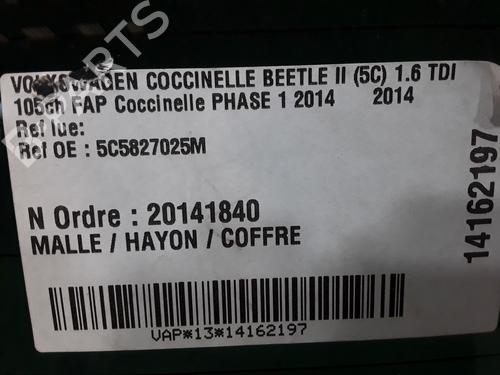 VOLKSWAGEN COCCINELLE BEETLE II (5C) 1.6 TDI
105ch FAP Coccinelle PHASE 1 2014 2014
Ref lue:
Ref OE : 5C5827025M
N Ordre : 20141840
MALLE / HAYON / COFFRE
VAP*13*14162197
14162197
PARTS